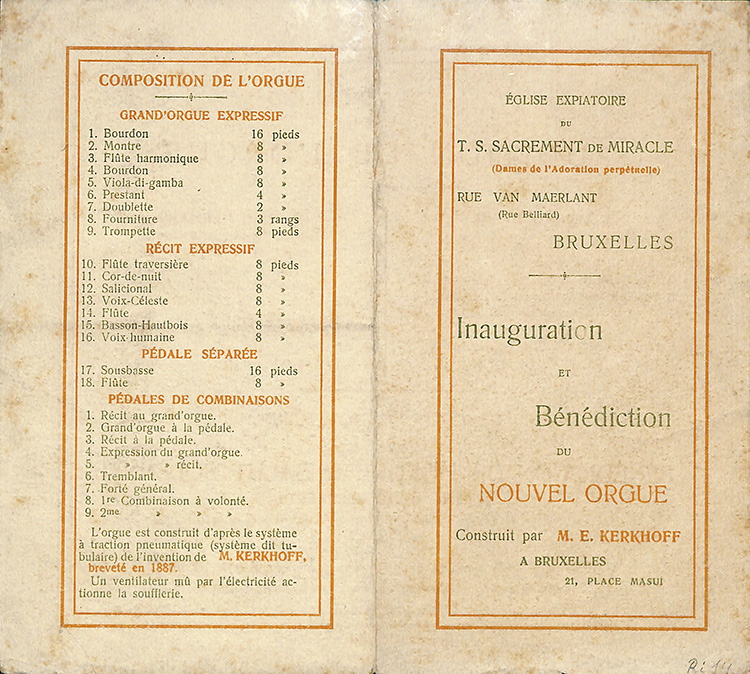 COMPOSITION DE L'ORGUE
GRAND'ORGUE EXPRESSIF
1. Bourdon 16 pieds
2. Montre 8 »
3. Flûte harmonique 8 »
4. Bourdon 8 »
5. Viola-di-gamba 8 »
6. Prestant 4 »
7. Doublette 2 »
8. Fourniture 3 rangs
9. Trompette 8 pieds
RÉCIT EXPRESSIF
10. Flûte traversière 8 pieds
11. Cor-de-nuit 8 »
12. Salicional 8 »
13. Voix-Céleste 8 »
14. Flûte 4 »
15. Basson-Hautbois 8 »
16. Voix humaine 8 »
PÉDALE SÉPARÉE
17. Sousbasse 16 pieds
18. Flûte 8 »
PÉDALES DE COMBINAISONS
1. Récit au grand'orgue.
2. Grand'orgue à la pédale.
3. Récit à la pédale.
4. Expression du grand'orgue.
5. » » récit.
6. Tremblant.
7. Forté général.
8. 1re Combinaison à volonté.
9. 2me » » »
L'orgue est construit d'après le système
à traction pneumatique (système dit tu-
bulaire) de l'invention de M. KERKHOFF,
breveté en 1887.
Un ventilateur mû par l'électricité ac-
tionne la soufflerie.
ÉGLISE EXPIATOIRE
DU
T. S. SACREMENT DE MIRACLE
(Dames de l'Adoration perpétuelle)
RUE VAN MAERLANT
(Rue Belliard)
BRUXELLES
Inauguration
ET
Bénédiction
DU
NOUVEL ORGUE
Construit par M. E. KERKHOFF
A BRUXELLES
21, PLACE MASUI